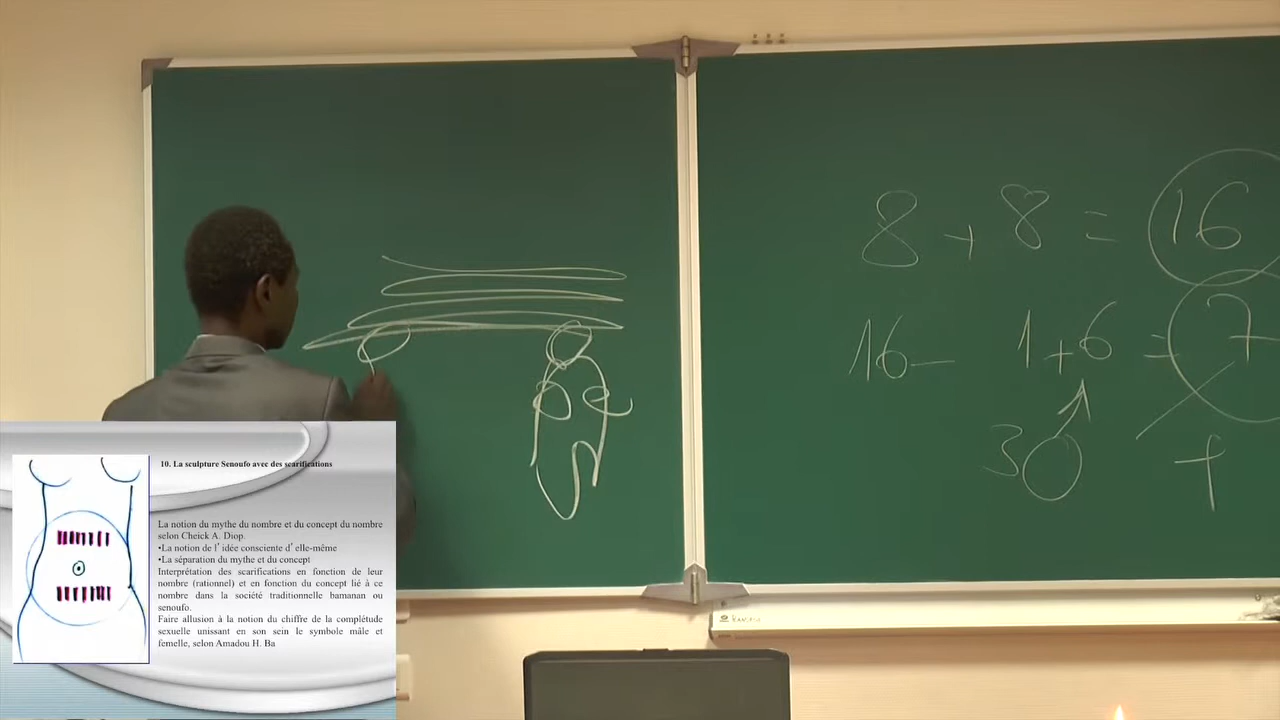 8 + 8 = 16
16 - 1 + 6 = 7
30
10. La sculpture Senoufo avec des scarifications
La notion du mythe du nombre et du concept du nombre
selon Cheick A. Diop.
•La notion de l’ idée consciente d’ elle-même
•La séparation du mythe et du concept
Interprétation des scarifications en fonction de leur
nombre (rationnel) et en fonction du concept lié à ce
nombre dans la société traditionnelle bamanan ou
senoufo.
Faire allusion à la notion du chiffre de la complétude
sexuelle unissant en son sein le symbole mâle et
femelle, selon Amadou H. Ba